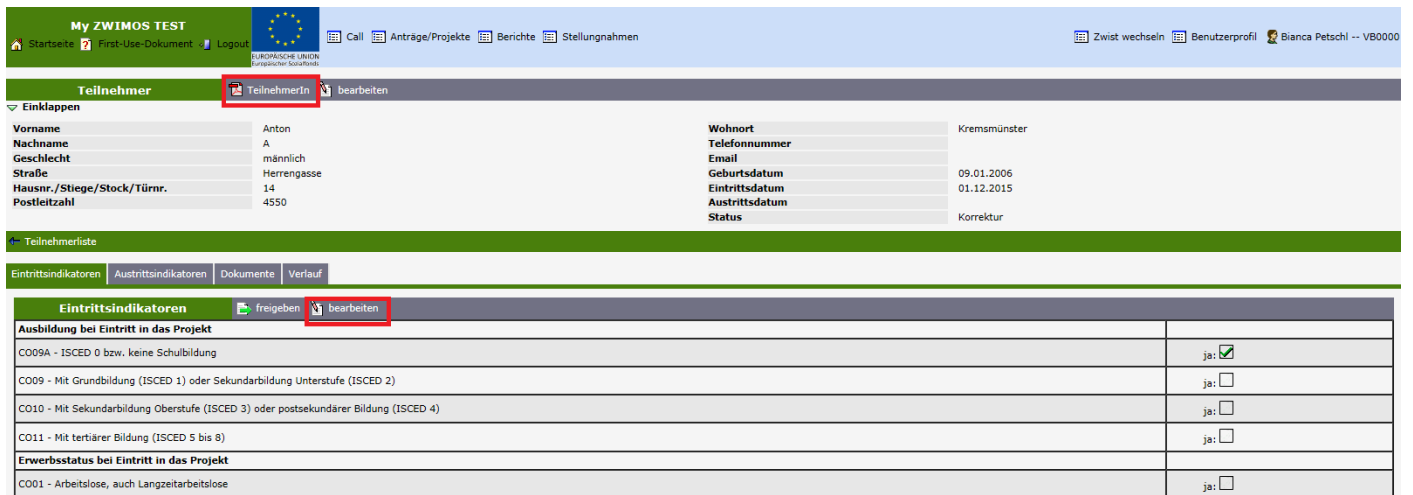 My ZWIMOS TEST
Startseite First-Use-Dokument Logout
EUROPÄISCHE UNION
Europäischer Sozialfonds
Call Anträge/Projekte Berichte Stellungnahmen
Zwist wechseln Benutzerprofil Bianca Petschl -- VB0000
Teilnehmer TeilnehmerIn bearbeiten
Einklappen
Vorname Anton Wohnort Kremsmünster
Nachname A Telefonnummer
Geschlecht männlich Email
Straße Herrengasse Geburtsdatum 09.01.2006
Hausnr./Stiege/Stock/Türnr. 14 Eintrittsdatum 01.12.2015
Postleitzahl 4550 Austrittsdatum
Status Korrektur
Teilnehmerliste
Eintrittsindikatoren Austrittsindikatoren Dokumente Verlauf
Eintrittsindikatoren freigeben bearbeiten
Ausbildung bei Eintritt in das Projekt
CO09A - ISCED 0 bzw. keine Schulbildung ja:
CO09 - Mit Grundbildung (ISCED 1) oder Sekundarbildung Unterstufe (ISCED 2) ja:
CO10 - Mit Sekundarbildung Oberstufe (ISCED 3) oder postsekundärer Bildung (ISCED 4) ja:
CO11 - Mit tertiärer Bildung (ISCED 5 bis 8) ja:
Erwerbsstatus bei Eintritt in das Projekt
CO01 - Arbeitslose, auch Langzeitarbeitslose ja: